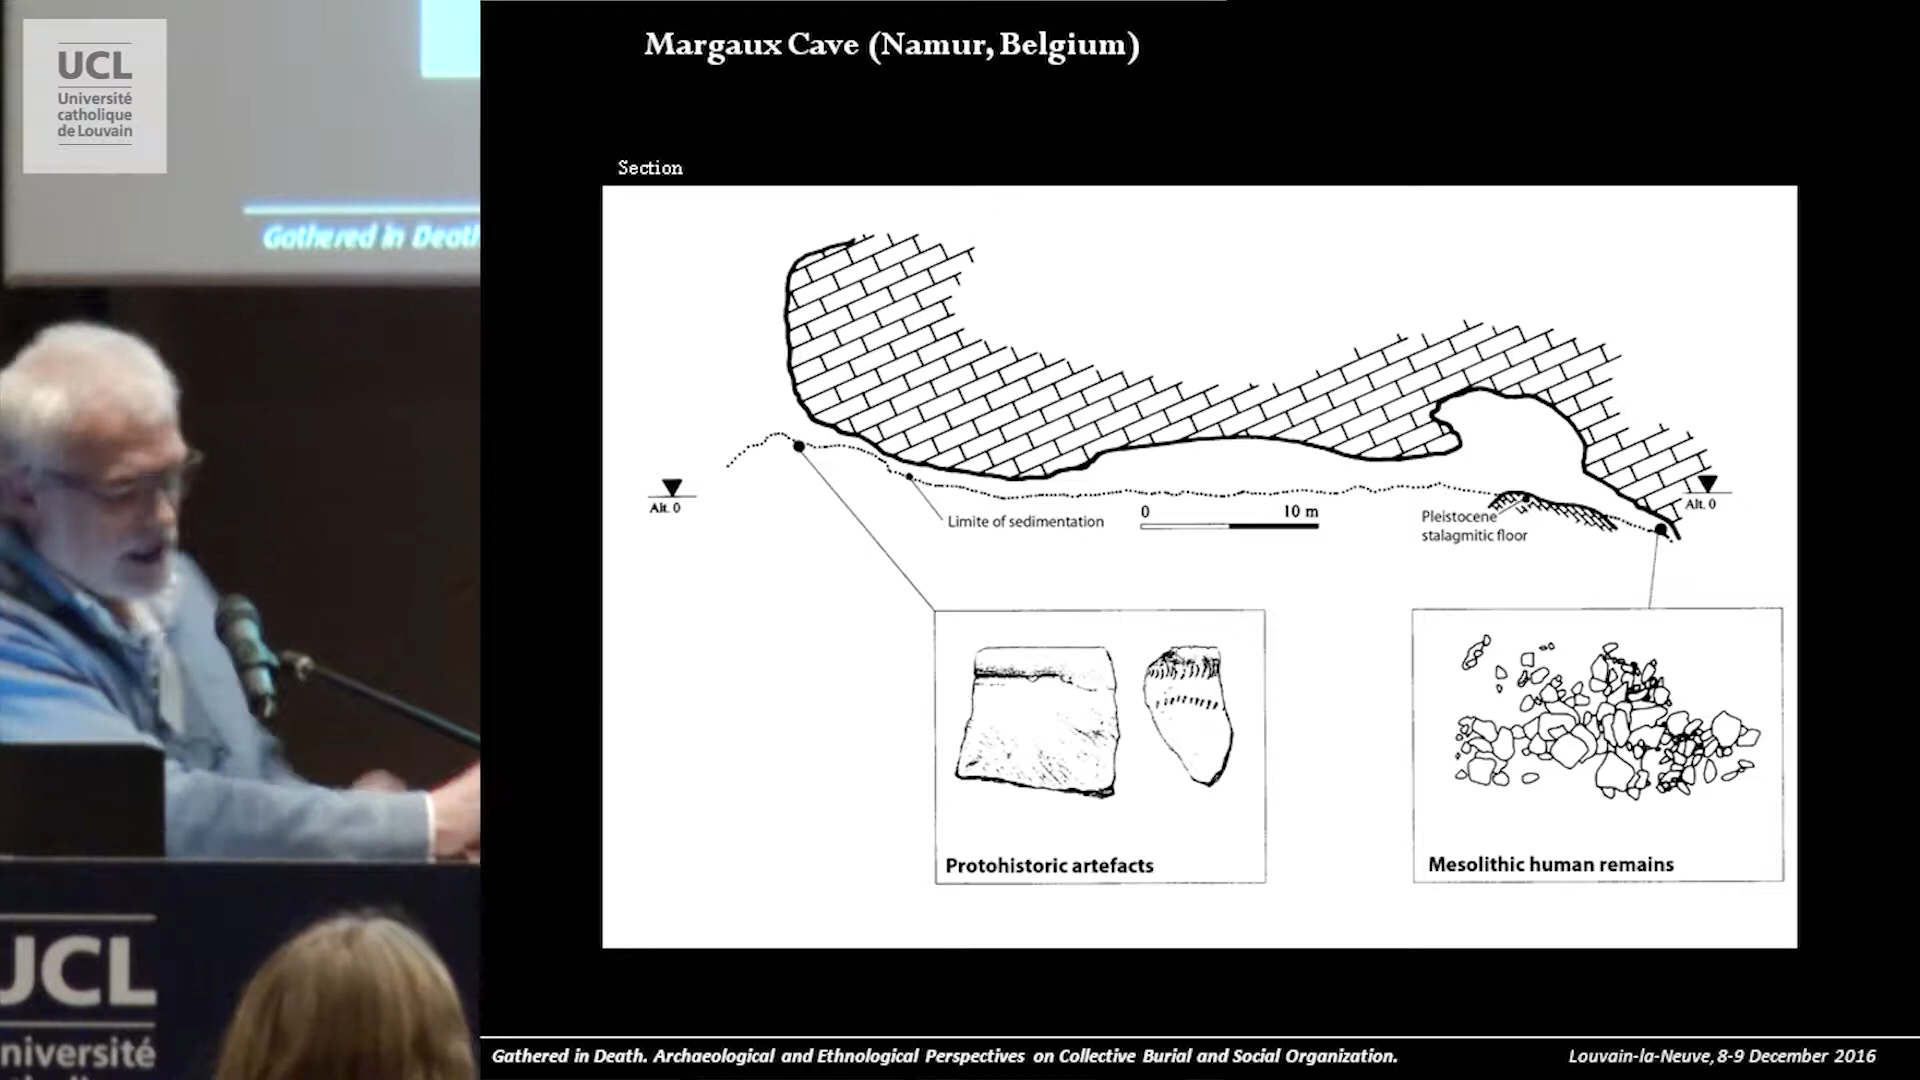 UCL
Université
catholique
de Louvain
Gathered in Death
JCL
niversité
Margaux Cave (Namur, Belgium)
Section
Alt. 0
Limite of sedimentation
0 10 m
Pleistocene
stalagmitic floor
Alt. 0
Protohistoric artefacts
Mesolithic human remains
Gathered in Death. Archaeological and Ethnological Perspectives on Collective Burial and Social Organization.
Louvain-la-Neuve, 8-9 December 2016